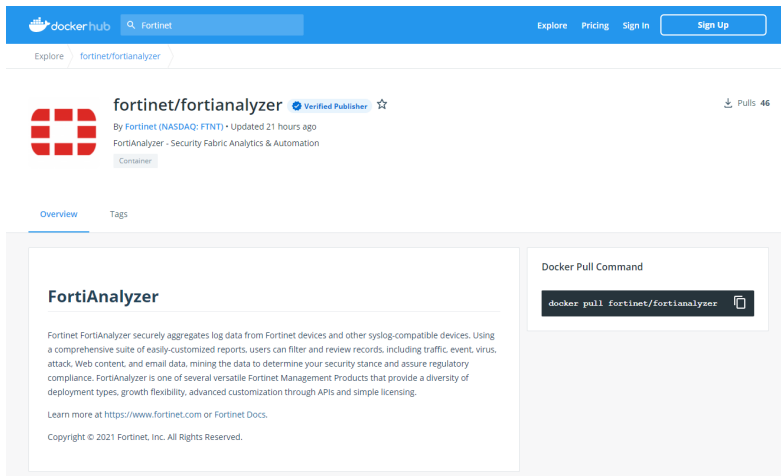 dockerhub Fortinet Explore Pricing Sign In Sign Up
Explore fortinet/fortianalyzer
fortinet/fortianalyzer Verified Publisher
Pulls 46
By Fortinet (NASDAQ: FTNT) • Updated 21 hours ago
FortiAnalyzer - Security Fabric Analytics & Automation
Container
Overview Tags
FortiAnalyzer
Fortinet FortiAnalyzer securely aggregates log data from Fortinet devices and other syslog-compatible devices. Using
a comprehensive suite of easily-customized reports, users can filter and review records, including traffic, event, virus,
attack, Web content, and email data, mining the data to determine your security stance and assure regulatory
compliance. FortiAnalyzer is one of several versatile Fortinet Management Products that provide a diversity of
deployment types, growth flexibility, advanced customization through APIs and simple licensing.
Learn more at https://www.fortinet.com or Fortinet Docs.
Copyright © 2021 Fortinet, Inc. All Rights Reserved.
Docker Pull Command
docker pull fortinet/fortianalyzer